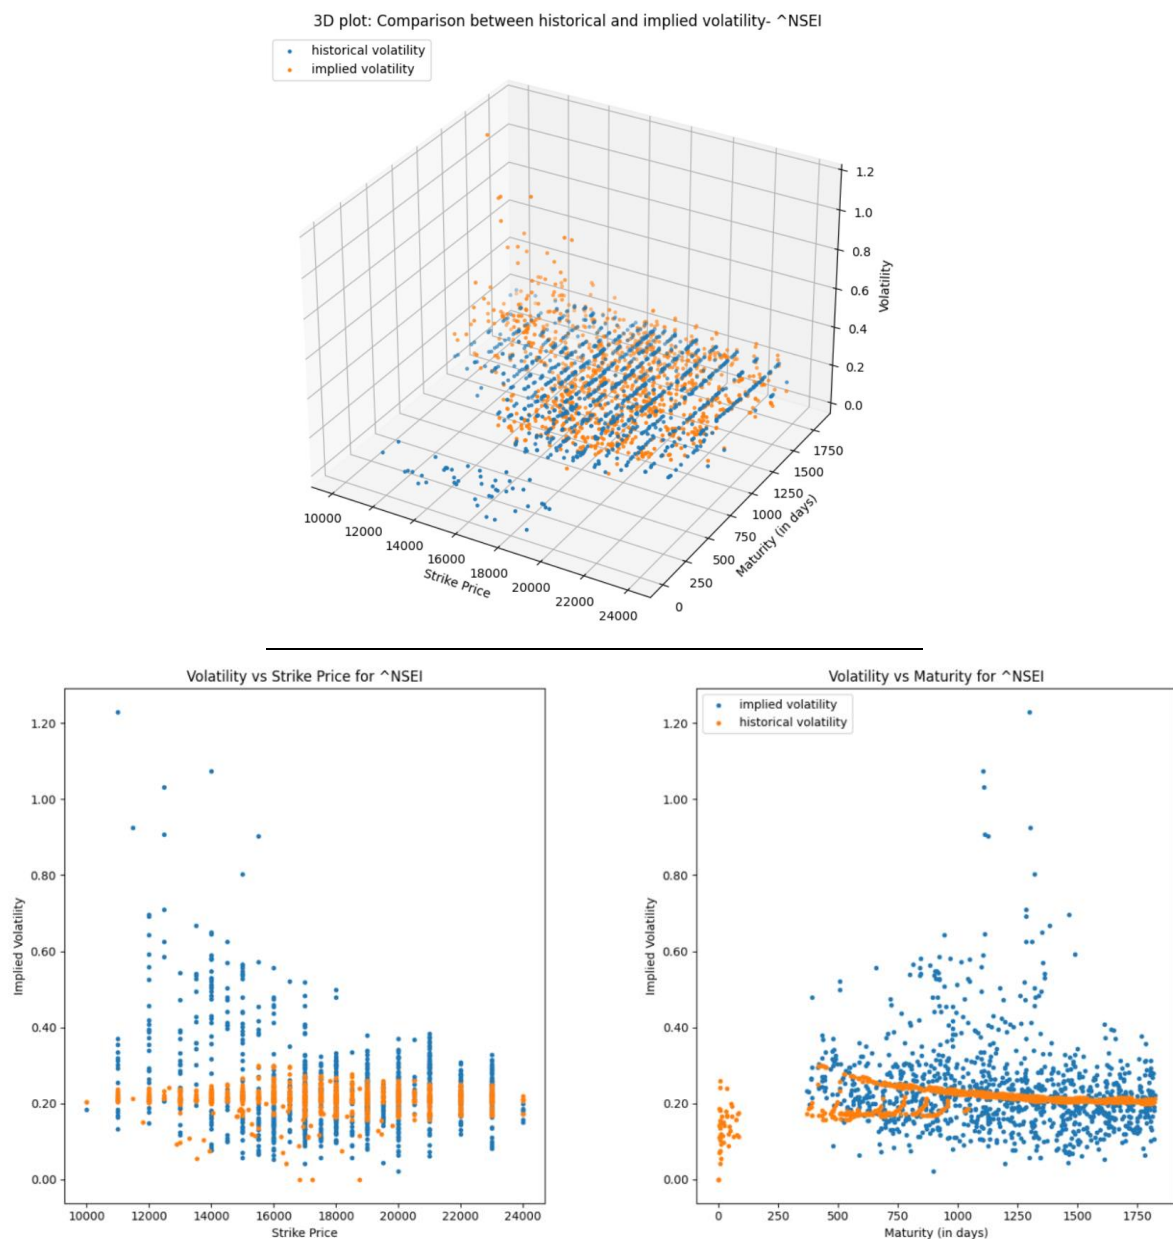 3D plot: Comparison between historical and implied volatility- ^NSEI
historical volatility
implied volatility
1.2
1.0
0.8
0.6
0.4
0.2
0.0
Volatility
1750
1500
1250
1000
750
500
250
0
Maturity (in days)
10000
12000
14000
16000
18000
20000
22000
24000
Strike Price
Volatility vs Strike Price for ^NSEI
1.20
1.00
0.80
0.60
0.40
0.20
0.00
Implied Volatility
10000 12000 14000 16000 18000 20000 22000 24000
Strike Price
Volatility vs Maturity for ^NSEI
implied volatility
historical volatility
1.20
1.00
0.80
0.60
0.40
0.20
0.00
Implied Volatility
0 250 500 750 1000 1250 1500 1750
Maturity (in days)